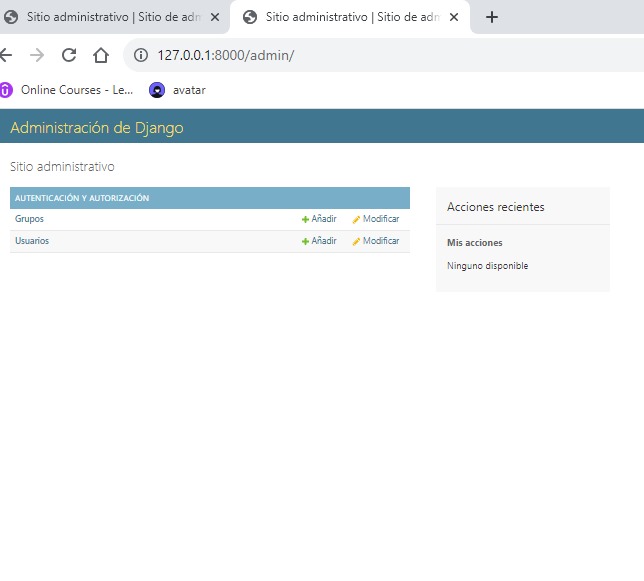 Sitio administrativo | Sitio de adm
Sitio administrativo | Sitio de adm
127.0.0.1:8000/admin/
Online Courses - Le...
avatar
Administración de Django
Sitio administrativo
AUTENTICACIÓN Y AUTORIZACIÓN
Grupos Añadir Modificar
Usuarios Añadir Modificar
Acciones recientes
Mis acciones
Ninguno disponible